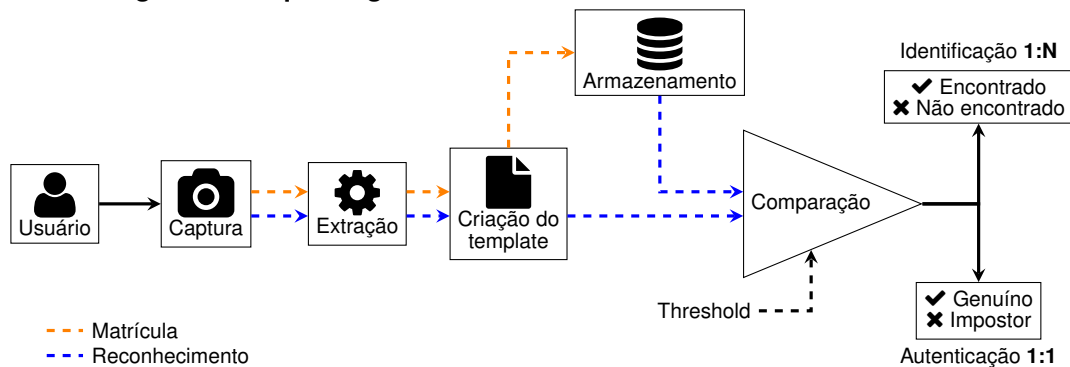 Armazenamento
Identificação 1:N
Encontrado
Não encontrado
Usuário
Captura
Extração
Criação do
template
Comparação
Threshold
Genuíno
Impostor
Autenticação 1:1
Matrícula
Reconhecimento